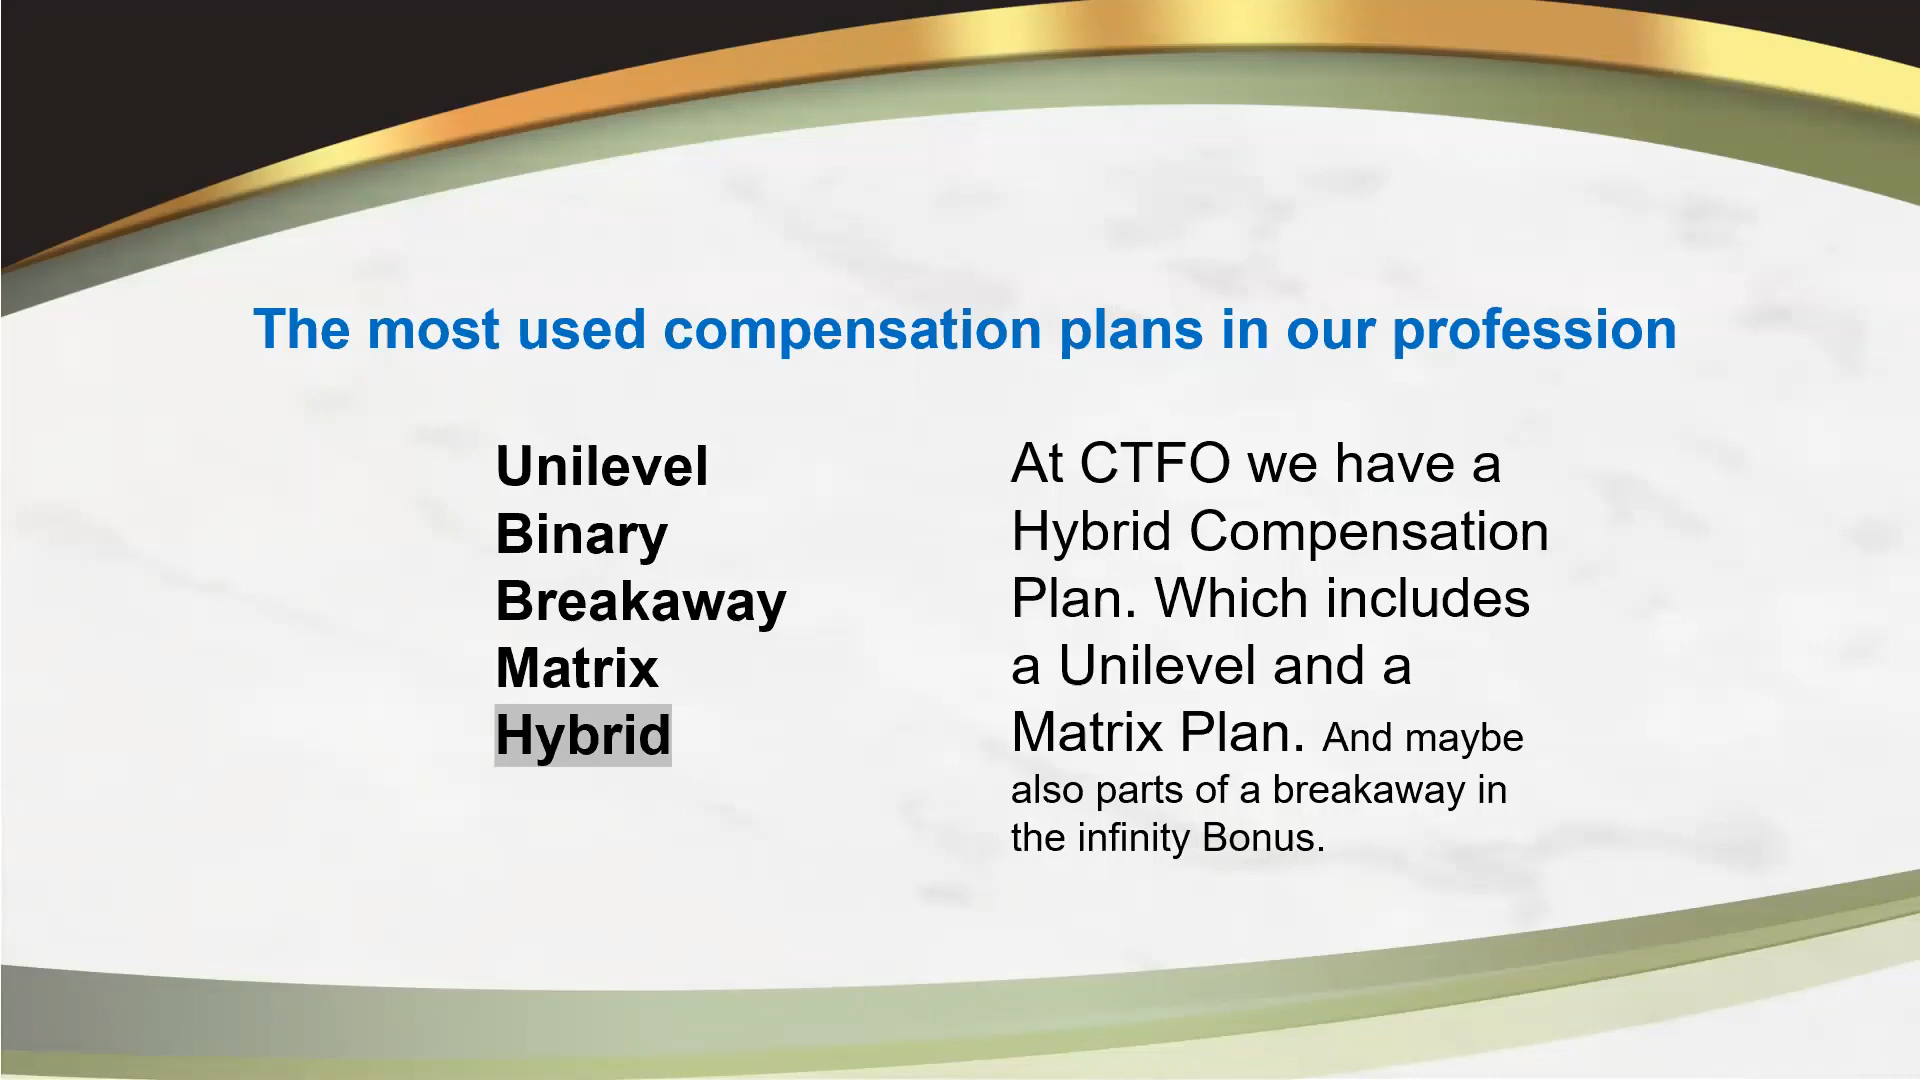 The most used compensation plans in our profession
Unilevel
Binary
Breakaway
Matrix
Hybrid
At CTFO we have a
Hybrid Compensation
Plan. Which includes
a Unilevel and a
Matrix Plan. And maybe
also parts of a breakaway in
the infinity Bonus.